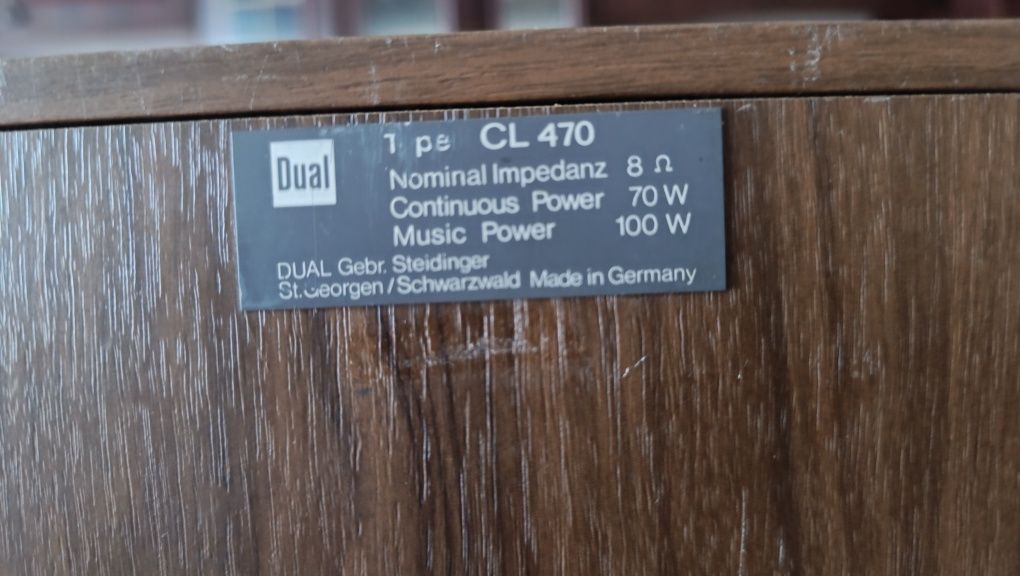 Dual
Type CL 470
Nominal Impedanz 8 Ω
Continuous Power 70 W
Music Power 100 W
DUAL Gebr. Steidinger
St.Georgen/Schwarzwald Made in Germany